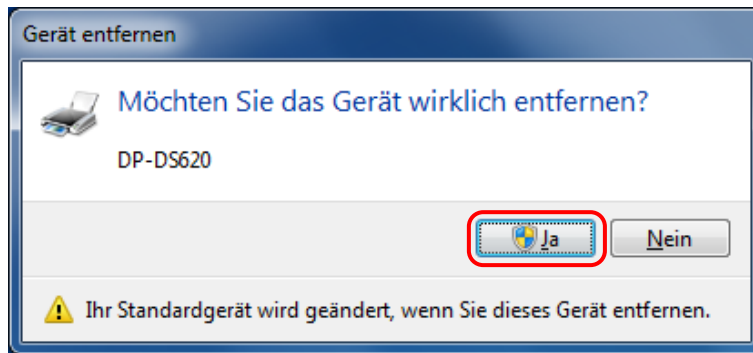 Gerät entfernen
Möchten Sie das Gerät wirklich entfernen?
DP-DS620
Ja Nein
Ihr Standardgerät wird geändert, wenn Sie dieses Gerät entfernen.